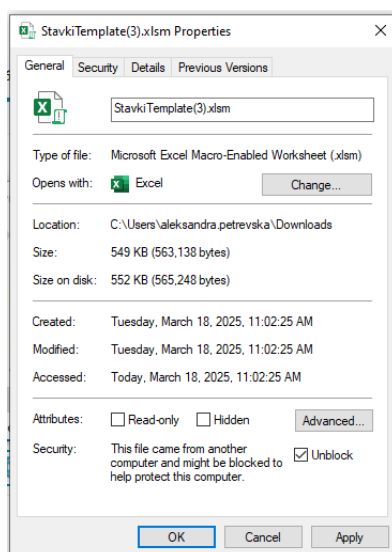 StavkiTemplate(3).xlsm Properties
General Security Details Previous Versions
StavkiTemplate(3).xlsm
Type of file: Microsoft Excel Macro-Enabled Worksheet (.xlsm)
Opens with: Excel Change...
Location: C:\Users\aleksandra.petrevska\Downloads
Size: 549 KB (563,138 bytes)
Size on disk: 552 KB (565,248 bytes)
Created: Tuesday, March 18, 2025, 11:02:25 AM
Modified: Tuesday, March 18, 2025, 11:02:25 AM
Accessed: Today, March 18, 2025, 11:02:25 AM
Attributes: Read-only Hidden Advanced...
Security: This file came from another
computer and might be blocked to
help protect this computer.
Unblock
OK Cancel Apply